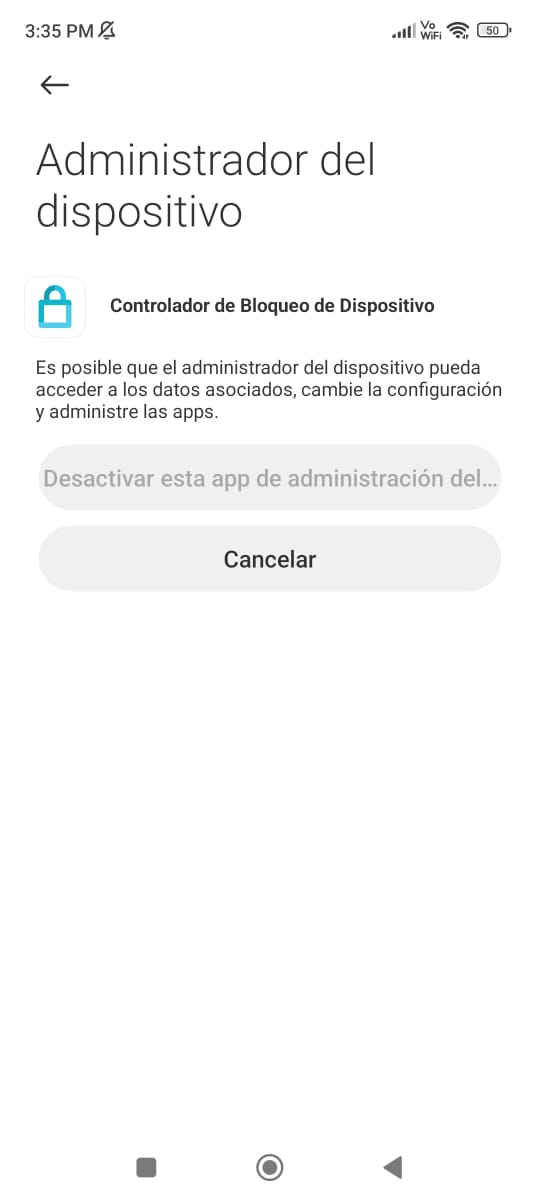 3:35 PM
Vo
WiFi
50
Administrador del
dispositivo
Controlador de Bloqueo de Dispositivo
Es posible que el administrador del dispositivo pueda
acceder a los datos asociados, cambie la configuración
y administre las apps.
Desactivar esta app de administración del...
Cancelar